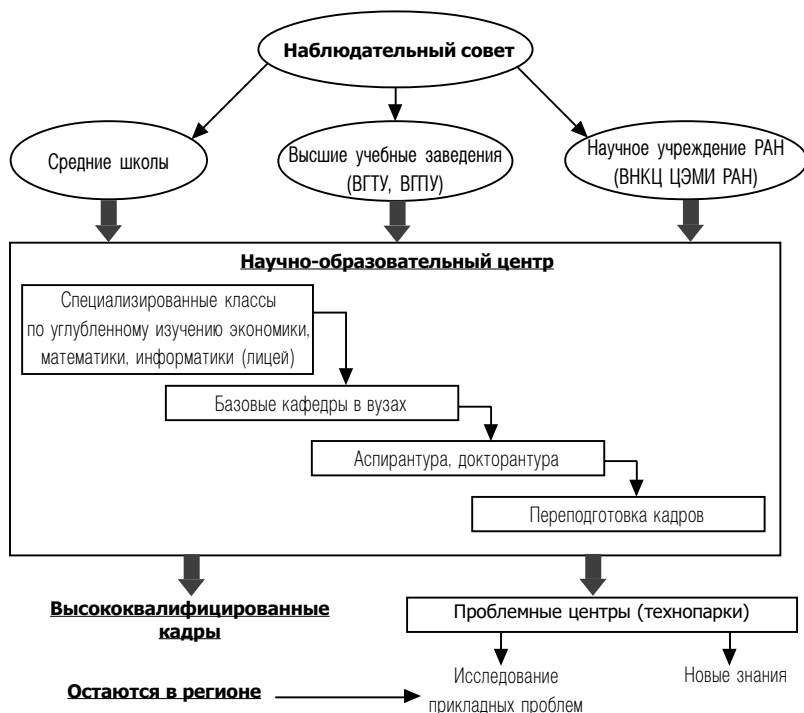 Наблюдательный совет
Средние школы
Высшие учебные заведения
(ВГТУ, ВГПУ)
Научное учреждение РАН
(ВНКЦ ЦЭМИ РАН)
Научно-образовательный центр
Специализированные классы
по углубленному изучению экономики,
математики, информатики (лицей)
Базовые кафедры в вузах
Аспирантура, докторантура
Переподготовка кадров
Высококвалифицированные
кадры
Проблемные центры (технопарки)
Исследование
прикладных проблем
Новые знания
Остаются в регионе